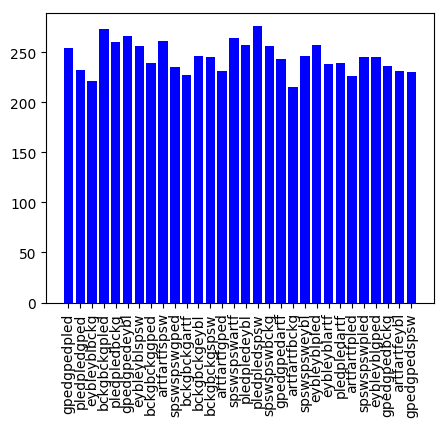 250
200
150
100
50
0
gpedgpedpled
pledpledgped
eybleyblbckg
bckgbckgpled
pledpledbckg
gpedgpedeybl
eybleyblspsw
bckgbckggped
artfartfspsw
spswspswgped
bckgbckgartf
bckgbckgeybl
bckgbckgspsw
artfartfgped
spswspswartf
pledpledeybl
pledpledspsw
spswspswbckg
gpedgpedartf
artfartfbckg
spswspsweybl
eybleyblpled
eybleyblartf
pledpledartf
artfartfpled
spswspswpled
eybleyblgped
gpedgpedbckg
artfartfeybl
gpedgpedspsw